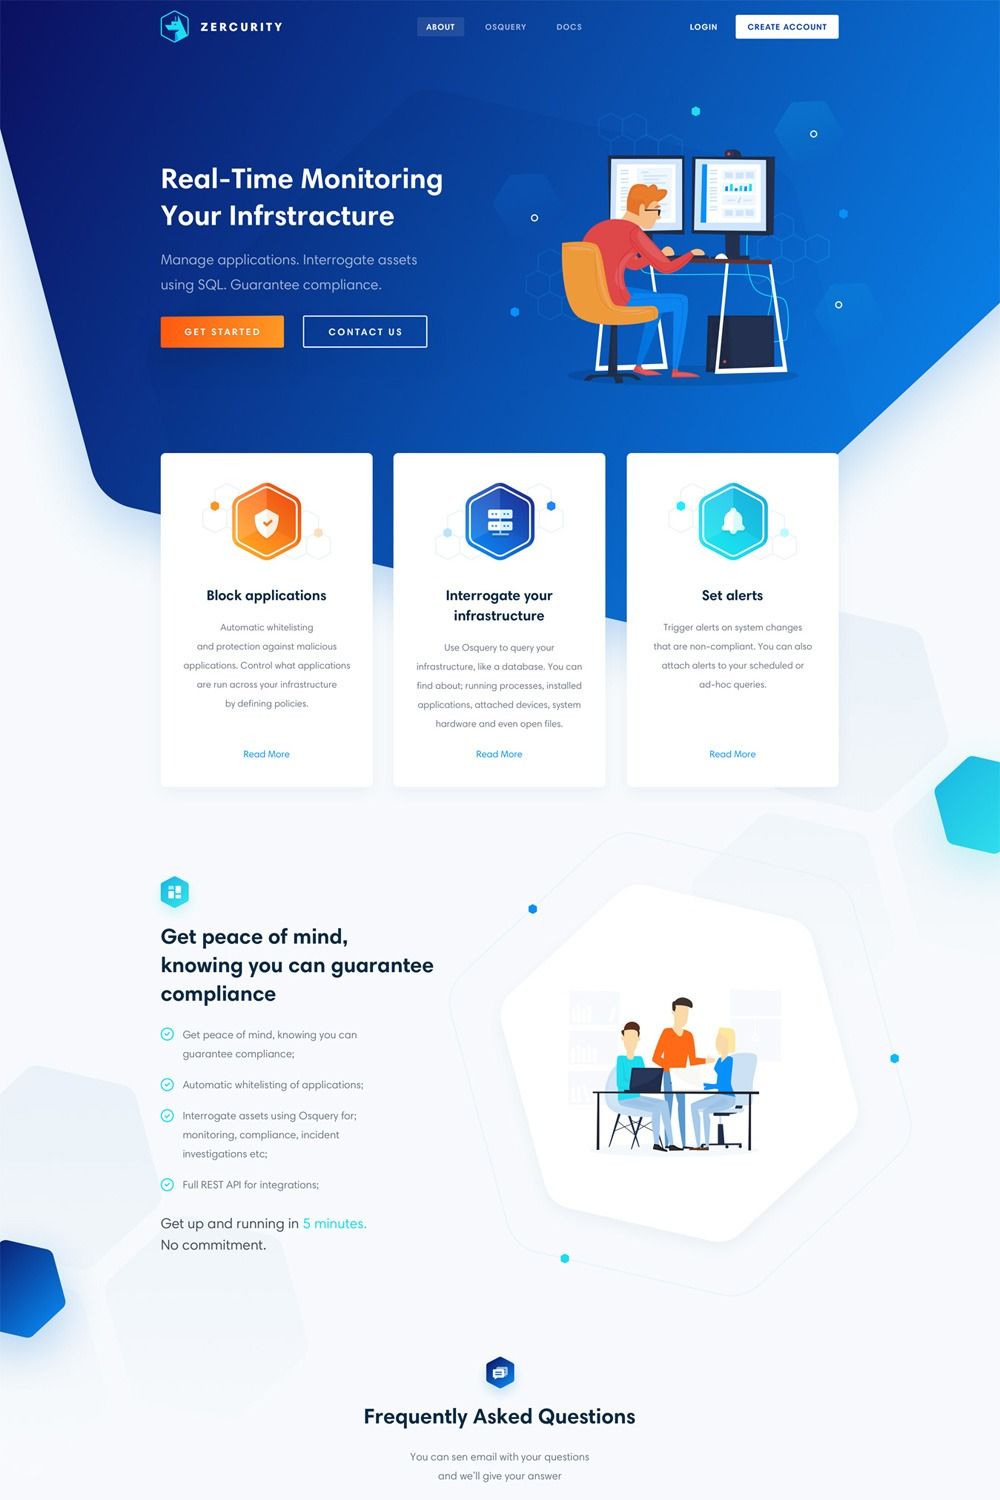 ZERCURITY
ABOUT
OSQUERY
DOCS
LOGIN
CREATE ACCOUNT
Real-Time Monitoring
Your Infrstracture
Manage applications. Interrogate assets
using SQL. Guarantee compliance.
GET STARTED
CONTACT US
Block applications
Automatic whitelisting
and protection against malicious
applications. Control what applications
are run across your infrastructure
by defining policies.
Read More
Interrogate your
infrastructure
Use Osquery to query your
infrastructure, like a database. You can
find about; running processes, installed
applications, attached devices, system
hardware and even open files.
Read More
Set alerts
Trigger alerts on system changes
that are non-compliant. You can also
attach alerts to your scheduled or
ad-hoc queries.
Read More
Get peace of mind,
knowing you can guarantee
compliance
Get peace of mind, knowing you can
guarantee compliance;
Automatic whitelisting of applications;
Interrogate assets using Osquery for;
monitoring, compliance, incident
investigations etc;
Full REST API for integrations;
Get up and running in 5 minutes.
No commitment.
Frequently Asked Questions
You can sen email with your questions
and we'll give your answer